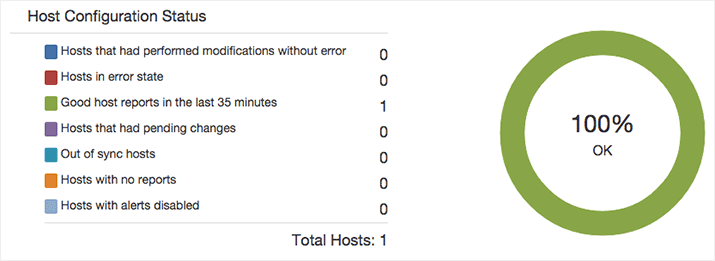 Host Configuration Status
Hosts that had performed modifications without error 0
Hosts in error state 0
Good host reports in the last 35 minutes 1
Hosts that had pending changes 0
Out of sync hosts 0
Hosts with no reports 0
Hosts with alerts disabled 0
Total Hosts: 1
100%
OK